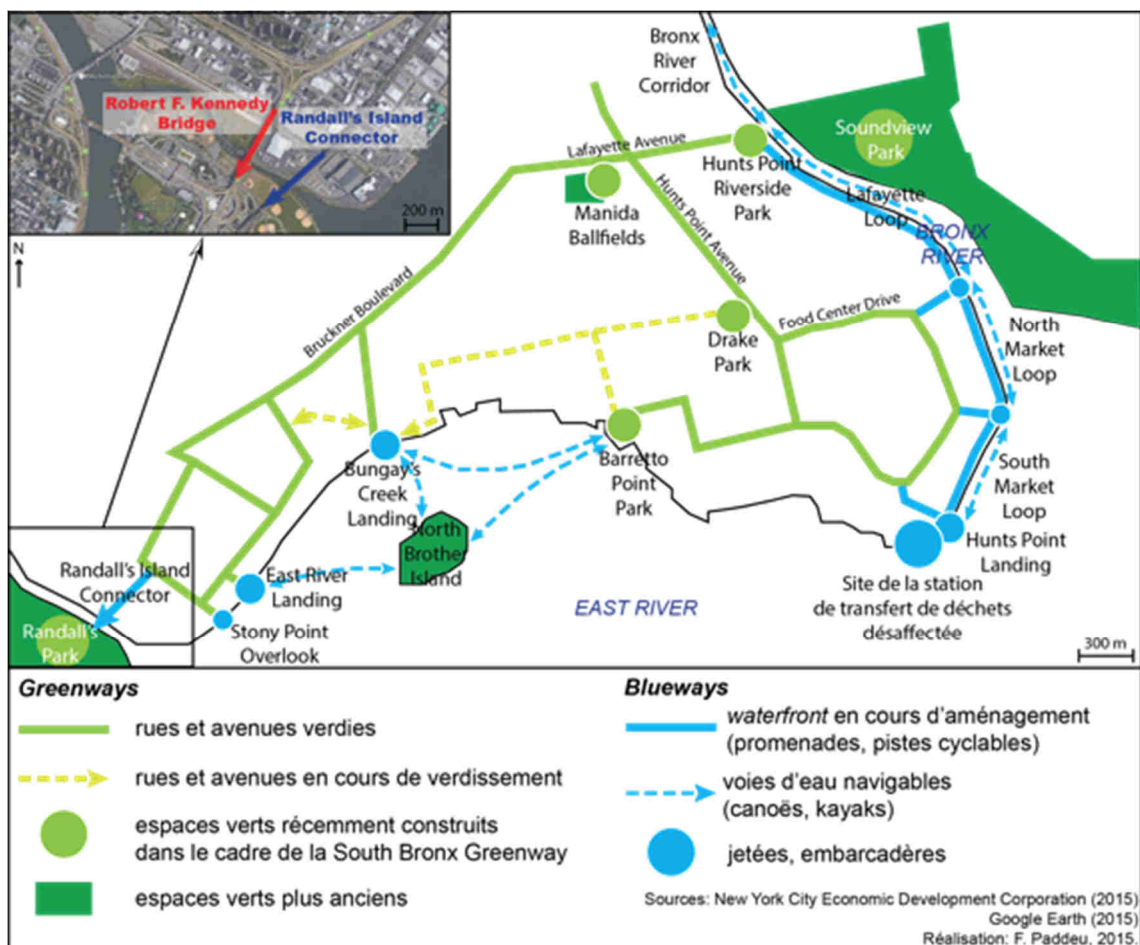 Robert F. Kennedy
Bridge
Randall's Island
Connector
200 m
N
Bronx
River
Corridor
Soundview
Park
Lafayette Avenue
Hunts Point
Riverside
Park
Lafayette
Loop
BRONX
RIVER
Manida
Ballfields
Hunts Point Avenue
Bruckner Boulevard
Food Center Drive
Drake
Park
North
Market
Loop
Bungay's
Creek
Landing
Barretto
Point
Park
South
Market
Loop
North
Brother
Island
Hunts Point
Landing
Randall's Island
Connector
East River
Landing
Site de la station
de transfert de déchets
désaffectée
EAST RIVER
Randall's
Park
Stony Point
Overlook
300 m
Greenways
rues et avenues verdies
rues et avenues en cours de verdissement
espaces verts récemment construits
dans le cadre de la South Bronx Greenway
espaces verts plus anciens
Blueways
waterfront en cours d'aménagement
(promenades, pistes cyclables)
voies d'eau navigables
(canoës, kayaks)
jetées, embarcadères
Sources: New York City Economic Development Corporation (2015)
Google Earth (2015)
Réalisation: F. Paddeu, 2015.